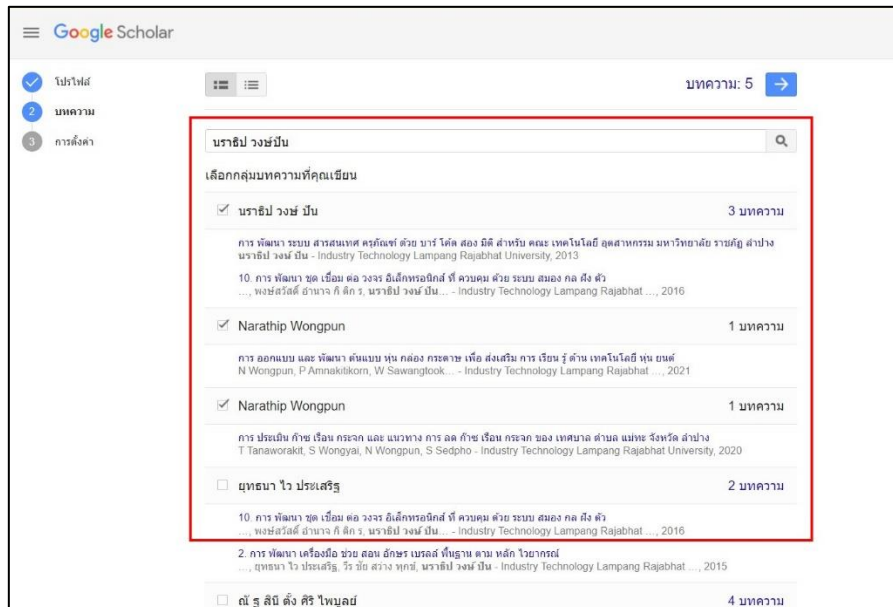 Google Scholar
โปรไฟล์
2 บทความ
3 การตั้งค่า
บทความ: 5
นราธิป วงษ์ปัน
เลือกกลุ่มบทความที่คุณเขียน
นราธิป วงษ์ ปัน 3 บทความ
การ พัฒนา ระบบ สารสนเทศ ครุภัณฑ์ ด้วย บาร์ โค้ด สอง มิติ สำหรับ คณะ เทคโนโลยี อุตสาหกรรม มหาวิทยาลัย ราชภัฏ ลำปาง
นราธิป วงษ์ ปัน - Industry Technology Lampang Rajabhat University, 2013
10. การ พัฒนา ชุด เชื่อม ต่อ วงจร อิเล็กทรอนิกส์ ที่ ควบคุม ด้วย ระบบ สมอง กล ฝัง ตัว
..., พงษ์สวัสดิ์ อำนาจ กิ ติก ร, นราธิป วงษ์ ปัน... - Industry Technology Lampang Rajabhat ..., 2016
Narathip Wongpun 1 บทความ
การ ออกแบบ และ พัฒนา ต้นแบบ หุ่น กล่อง กระดาษ เพื่อ ส่งเสริม การ เรียน รู้ ด้าน เทคโนโลยี หุ่น ยนต์
N Wongpun, P Amnakitikorn, W Sawangtook... - Industry Technology Lampang Rajabhat ..., 2021
Narathip Wongpun 1 บทความ
การ ประเมิน ก๊าซ เรือน กระจก และ แนวทาง การ ลด ก๊าซ เรือน กระจก ของ เทศบาล ตำบล แม่ทะ จังหวัด ลำปาง
T Tanaworakit, S Wongyai, N Wongpun, S Sedpho - Industry Technology Lampang Rajabhat University, 2020
ยุทธนา ไว ประเสริฐ 2 บทความ
10. การ พัฒนา ชุด เชื่อม ต่อ วงจร อิเล็กทรอนิกส์ ที่ ควบคุม ด้วย ระบบ สมอง กล ฝัง ตัว
..., พงษ์สวัสดิ์ อำนาจ กิ ติก ร, นราธิป วงษ์ ปัน... - Industry Technology Lampang Rajabhat ..., 2016
2. การ พัฒนา เครื่องมือ ช่วย สอน อักษร เบรลล์ พื้นฐาน ตาม หลัก ไวยากรณ์
..., ยุทธนา ไว ประเสริฐ, วีร ชัย สว่าง ทุกข์, นราธิป วงษ์ ปัน - Industry Technology Lampang Rajabhat ..., 2015
ณั ฐ สินี ตั้ง ศิริ ไพบูลย์ 4 บทความ